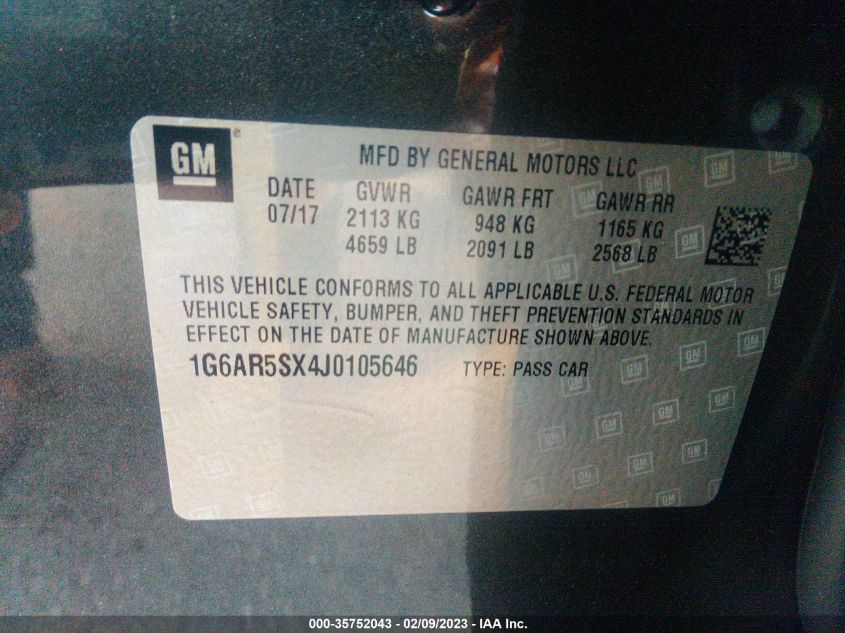 GM
MFD BY GENERAL MOTORS LLC
DATE GVWR GAWR FRT GAWR RR
07/17 2113 KG 948 KG 1165 KG
4659 LB 2091 LB 2568 LB
THIS VEHICLE CONFORMS TO ALL APPLICABLE U.S. FEDERAL MOTOR
VEHICLE SAFETY, BUMPER, AND THEFT PREVENTION STANDARDS IN
EFFECT ON THE DATE OF MANUFACTURE SHOWN ABOVE.
1G6AR5SX4J0105646 TYPE: PASS CAR
000-35752043 - 02/09/2023 - IAA Inc.